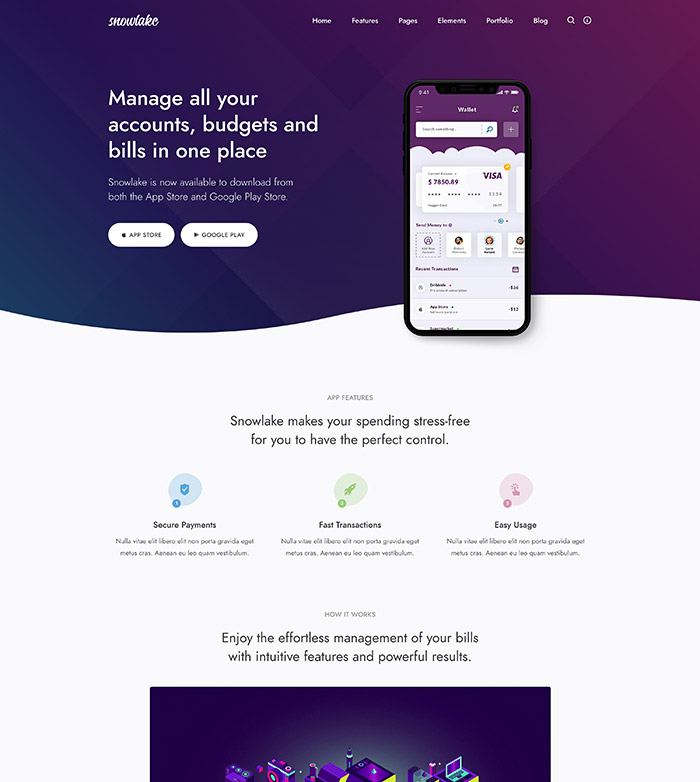 snowlake
Home Features Pages Elements Portfolio Blog
Manage all your
accounts, budgets and
bills in one place
Snowlake is now available to download from
both the App Store and Google Play Store.
APP STORE
GOOGLE PLAY
9:41
Wallet
Search something..
Current Balance
$ 7850.89
VISA
Send Money to
Add New
Recent Transactions
Dribbble
-$36
App Store
-$12
Supermarket
APP FEATURES
Snowlake makes your spending stress-free
for you to have the perfect control.
1
2
3
Secure Payments
Nulla vitae elit libero elit non porta gravida eget
metus cras. Aenean eu leo quam vestibulum.
Fast Transactions
Nulla vitae elit libero elit non porta gravida eget
metus cras. Aenean eu leo quam vestibulum.
Easy Usage
Nulla vitae elit libero elit non porta gravida eget
metus cras. Aenean eu leo quam vestibulum.
HOW IT WORKS
Enjoy the effortless management of your bills
with intuitive features and powerful results.